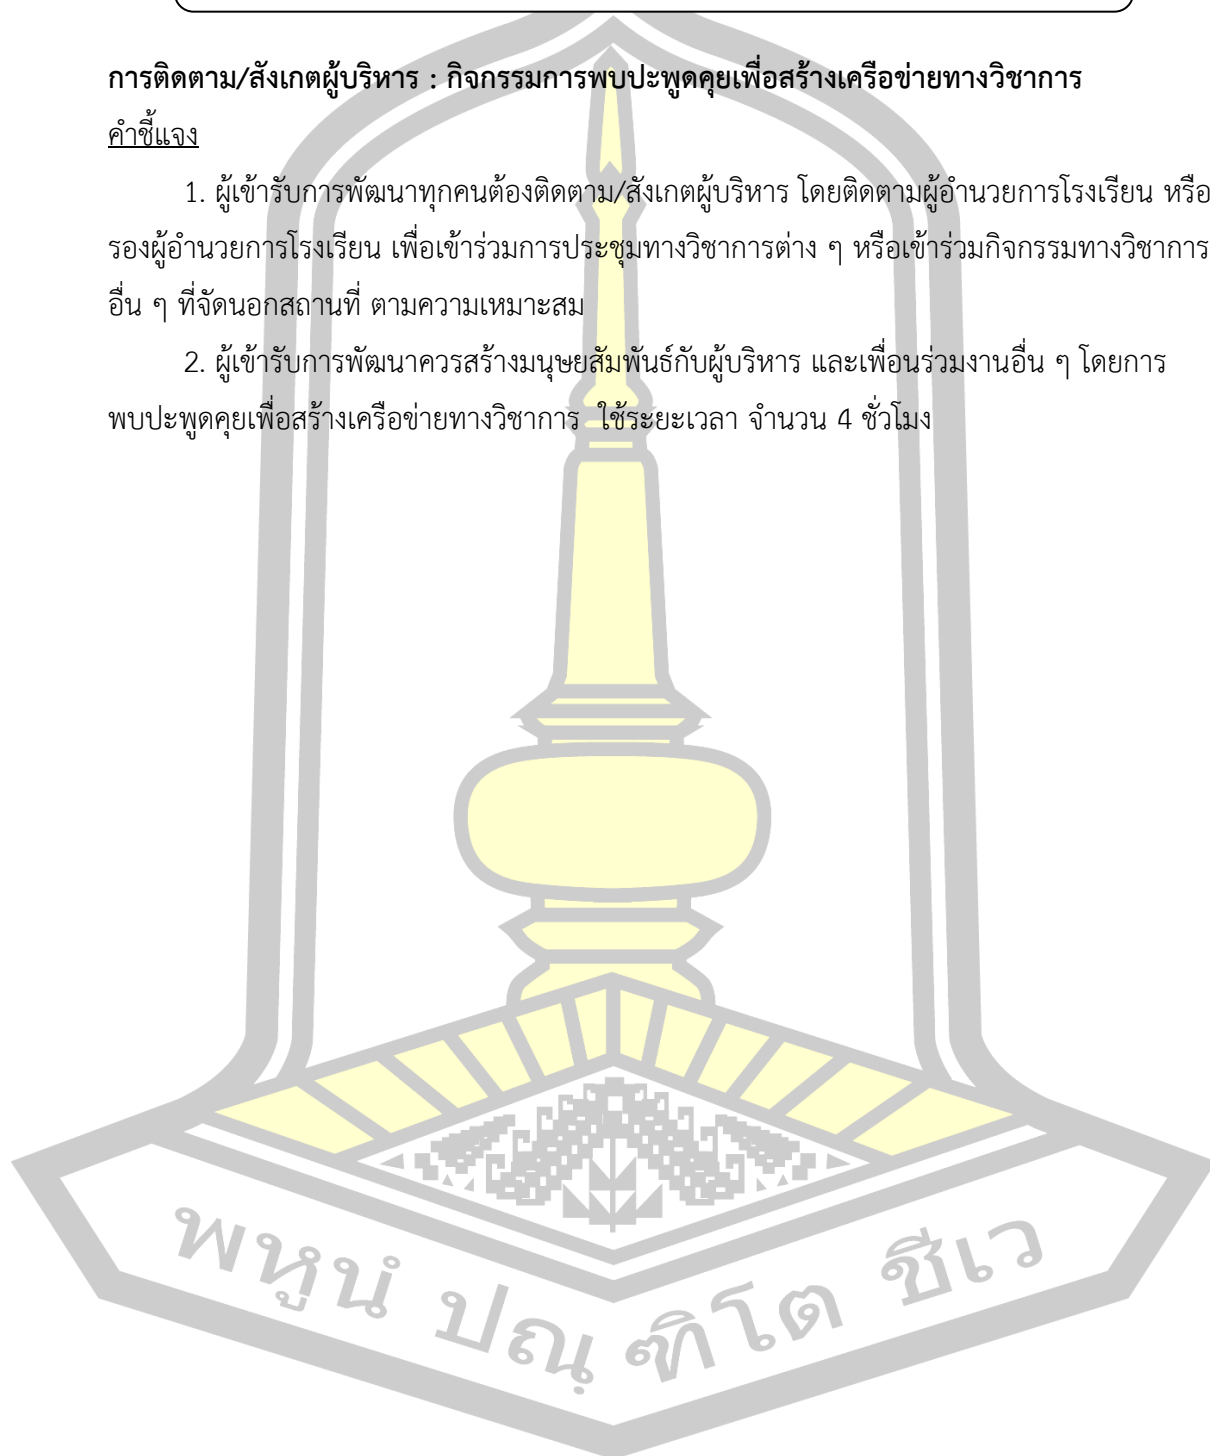 การติดตาม/สังเกตผู้บริหาร : กิจกรรมการพบปะพูดคุยเพื่อสร้างเครือข่ายทางวิชาการ
คำชี้แจง
1. ผู้เข้ารับการพัฒนาทุกคนต้องติดตาม/สังเกตผู้บริหาร โดยติดตามผู้อำนวยการโรงเรียน หรือ
รองผู้อำนวยการโรงเรียน เพื่อเข้าร่วมการประชุมทางวิชาการต่าง ๆ หรือเข้าร่วมกิจกรรมทางวิชาการ
อื่น ๆ ที่จัดนอกสถานที่ ตามความเหมาะสม
2. ผู้เข้ารับการพัฒนาควรสร้างมนุษยสัมพันธ์กับผู้บริหาร และเพื่อนร่วมงานอื่น ๆ โดยการ
พบปะพูดคุยเพื่อสร้างเครือข่ายทางวิชาการ ใช้ระยะเวลา จำนวน 4 ชั่วโมง
พหูนํ ปณฺ ฑิโต ชีเว